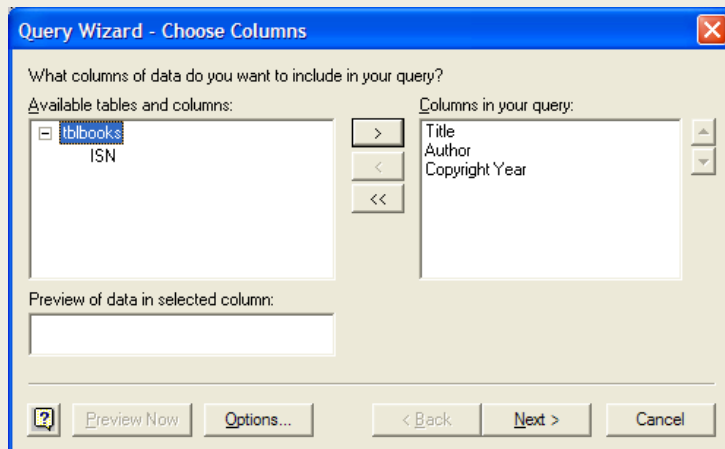 Query Wizard - Choose Columns
What columns of data do you want to include in your query?
Available tables and columns:
tblbooks
ISN
>
<
<<
Columns in your query:
Title
Author
Copyright Year
Preview of data in selected column:
Preview Now
Options...
< Back
Next >
Cancel